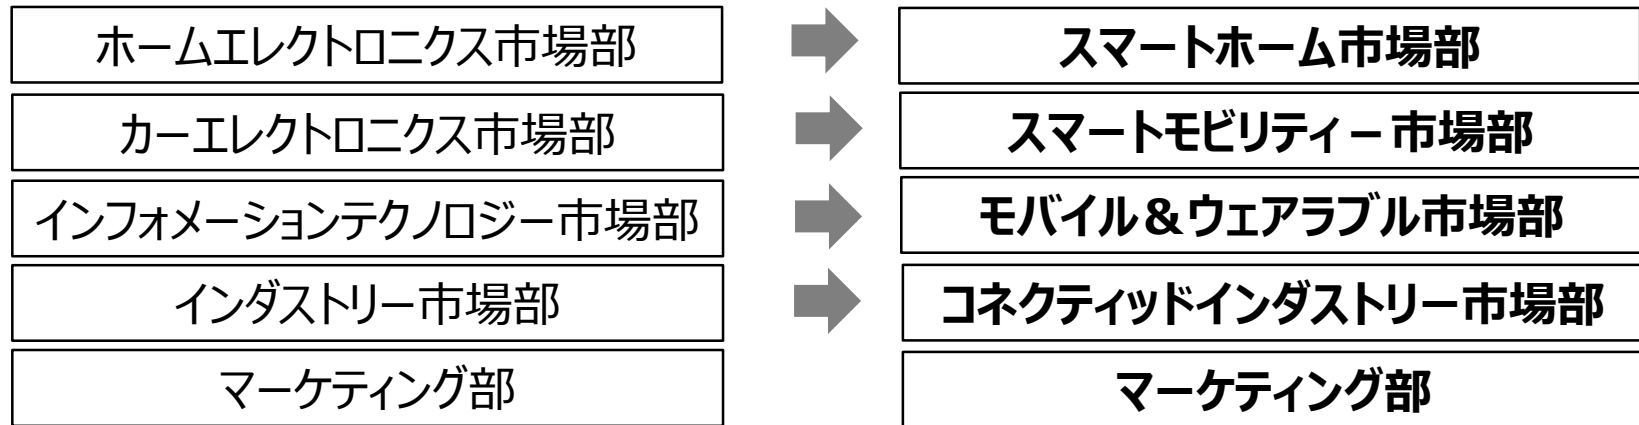 ホームエレクトロニクス市場部
スマートホーム市場部
カーエレクトロニクス市場部
スマートモビリティー市場部
インフォメーションテクノロジー市場部
モバイル＆ウェアラブル市場部
インダストリー市場部
コネクティッドインダストリー市場部
マーケティング部
マーケティング部